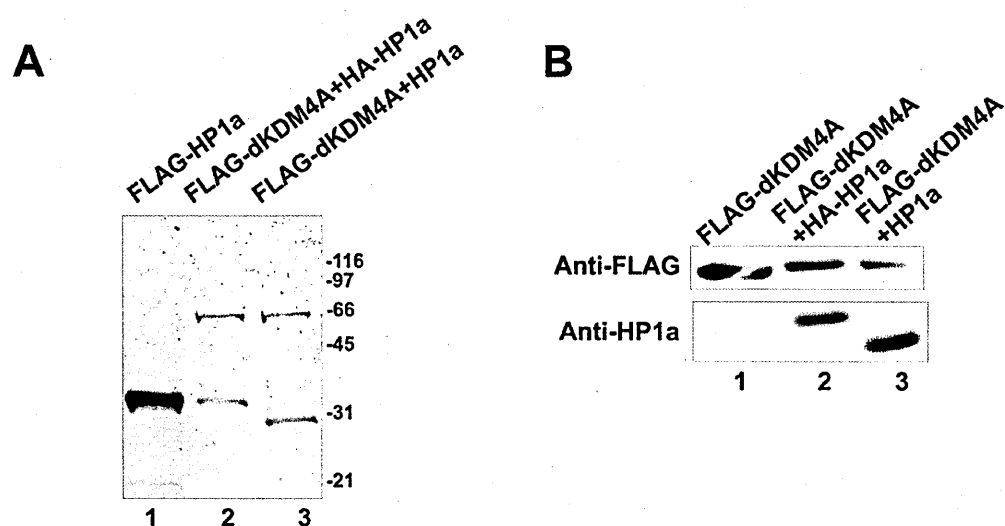 A
FLAG-HP1a
FLAG-dKDM4A+HA-HP1a
FLAG-dKDM4A+HP1a
-116
-97
-66
-45
-31
-21
1 2 3
B
FLAG-dKDM4A
FLAG-dKDM4A
+HA-HP1a
FLAG-dKDM4A
+HP1a
Anti-FLAG
Anti-HP1a
1 2 3